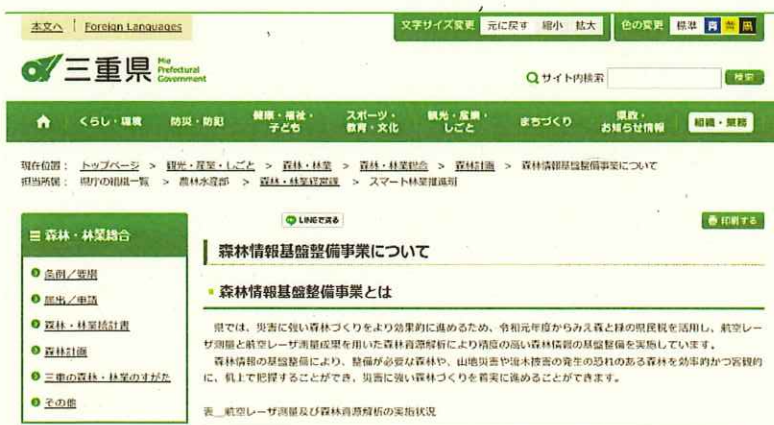 本文へ Foreign Languages 文字サイズ変更 元に戻す 縮小 拡大 色の変更 標準 青 黄 黒
三重県 Mie Prefectural Government
サイト内検索 検索
くらし・環境 防災・防犯 健康・福祉・子ども スポーツ・教育・文化 観光・産業・しごと まちづくり 県政・お知らせ情報 組織・業務
現在位置： トップページ > 観光・産業・しごと > 森林・林業 > 森林・林業総合 > 森林計画 > 森林情報基盤整備事業について
担当所属： 県庁の組織一覧 > 農林水産部 > 森林・林業経営課 > スマート林業推進班
LINEで送る 印刷する
森林・林業総合
条例／要綱
届出／申請
森林・林業統計書
森林計画
三重の森林・林業のすがた
その他
森林情報基盤整備事業について
森林情報基盤整備事業とは
県では、災害に強い森林づくりをより効果的に進めるため、令和元年度からみえ森と緑の県民税を活用し、航空レー
ザ測量と航空レーザ測量成果を用いた森林資源解析により精度の高い森林情報の基盤整備を実施しています。
森林情報の基盤整備により、整備が必要な森林や、山地災害や流木被害の発生の恐れのある森林を効率的かつ客観的
に、机上で把握することができ、災害に強い森林づくりを着実に進めることができます。
表＿航空レーザ測量及び森林資源解析の実施状況